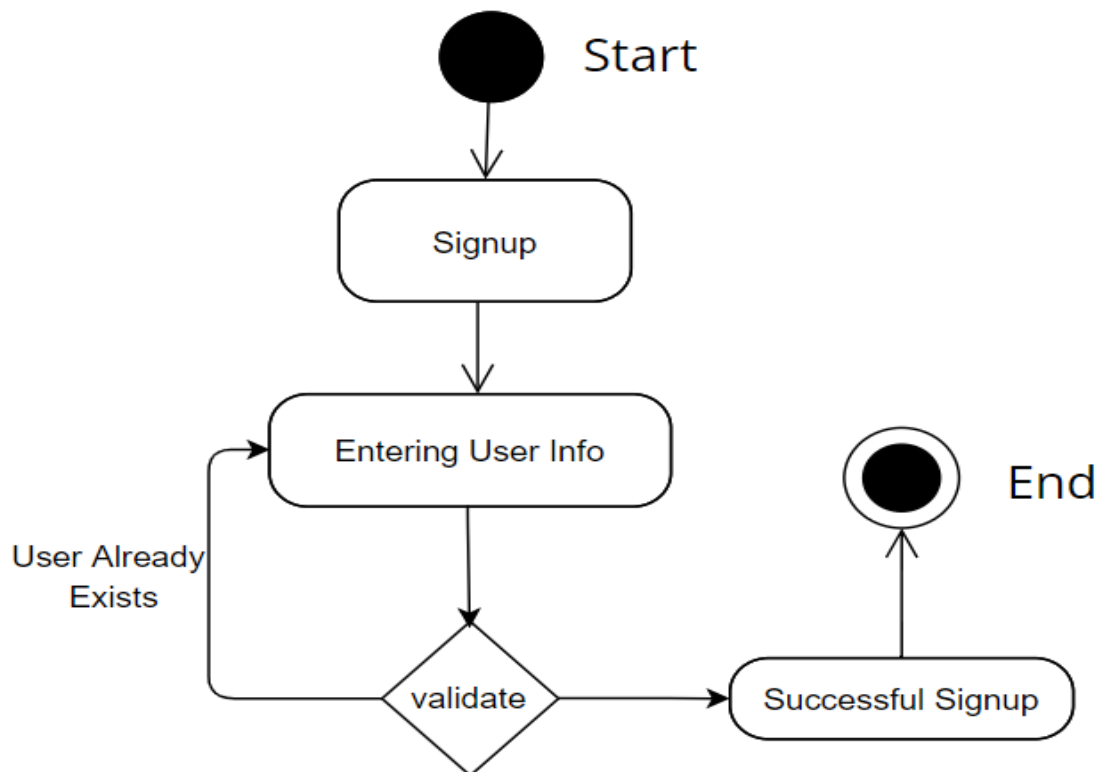 Start
Signup
Entering User Info
End
User Already
Exists
validate
Successful Signup